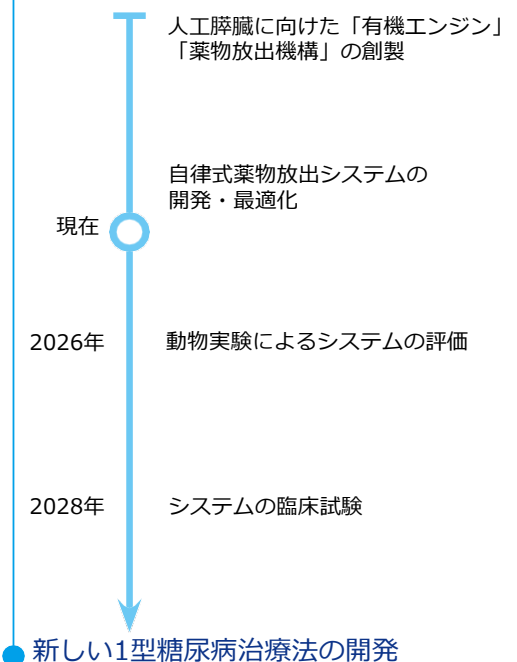 人工膵臓に向けた「有機エンジン」
「薬物放出機構」の創製
自律式薬物放出システムの
開発・最適化
現在
2026年
動物実験によるシステムの評価
2028年
システムの臨床試験
新しい1型糖尿病治療法の開発